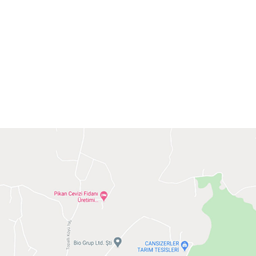 Pikan Cevizi Fidanı
Üretimi...
Bio Grup Ltd. Şti
CANSIZERLER
TARIM TESİSLERİ